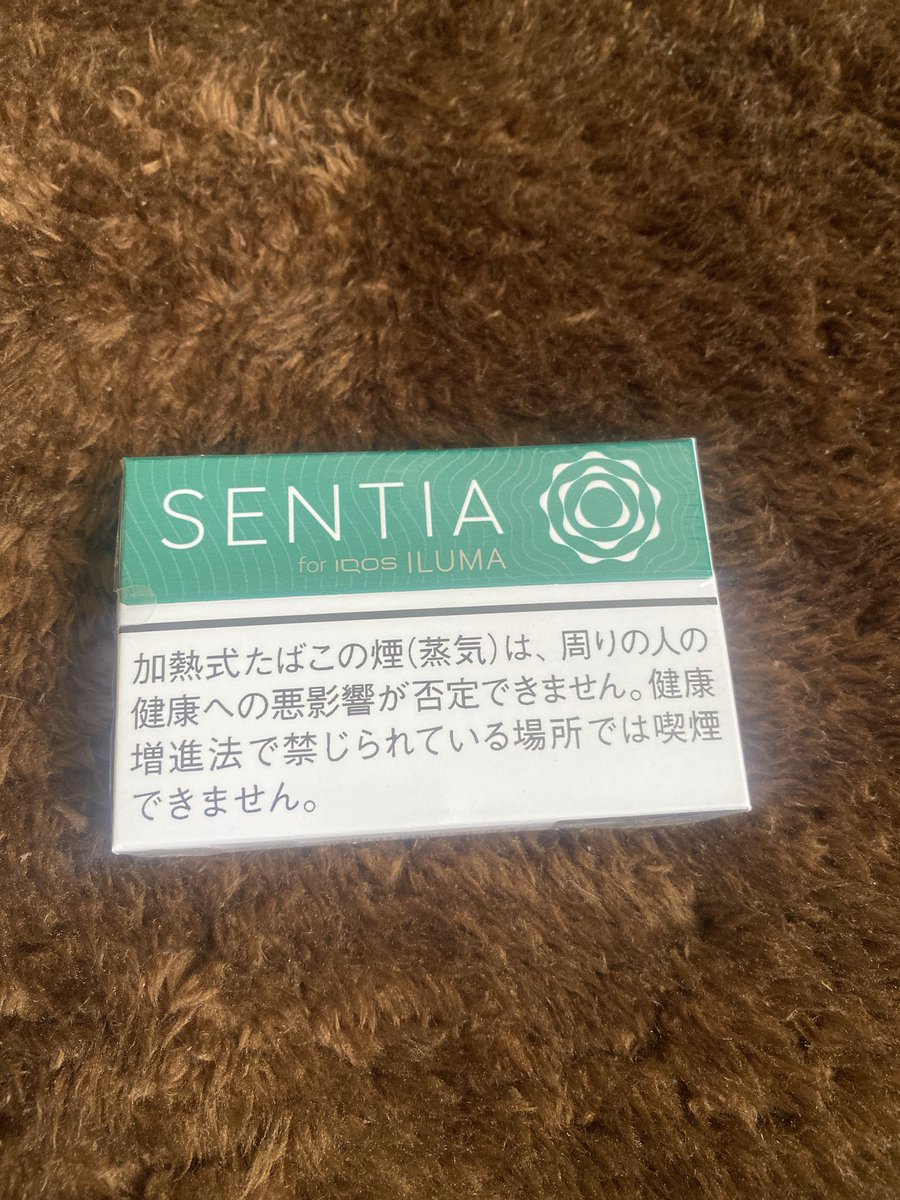 SENTIA
for IQOS ILUMA
加熱式たばこの煙(蒸気)は、周りの人の
健康への悪影響が否定できません。健康
増進法で禁じられている場所では喫煙
できません。